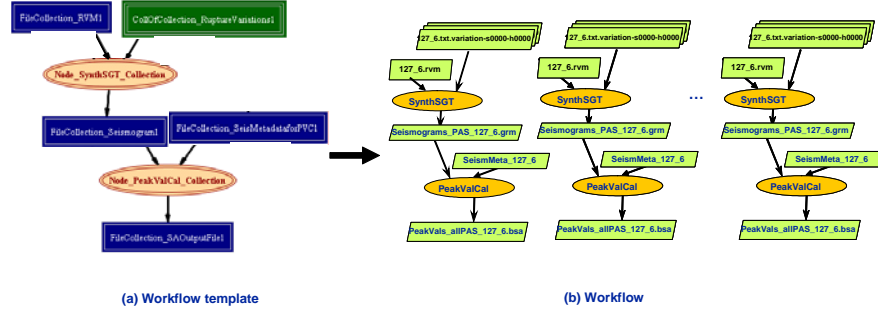 FileCollection_RVM1
CollOfCollection_RuptureVariations1
Node_SynthSGT_Collection
FileCollection_Seismogram1
FileCollection_SeisMetadataforPVC1
Node_PeakValCal_Collection
FileCollection_SAOutputFile1
(a) Workflow template
127_6.txt.variation-s0000-h0000
127_6.rvm
SynthSGT
Seismograms_PAS_127_6.grm
SeismMeta_127_6
PeakValCal
PeakVals_allPAS_127_6.bsa
127_6.txt.variation-s0000-h0000
127_6.rvm
SynthSGT
Seismograms_PAS_127_6.grm
SeismMeta_127_6
PeakValCal
PeakVals_allPAS_127_6.bsa
...
127_6.txt.variation-s0000-h0000
127_6.rvm
SynthSGT
Seismograms_PAS_127_6.grm
SeismMeta_127_6
PeakValCal
PeakVals_allPAS_127_6.bsa
(b) Workflow